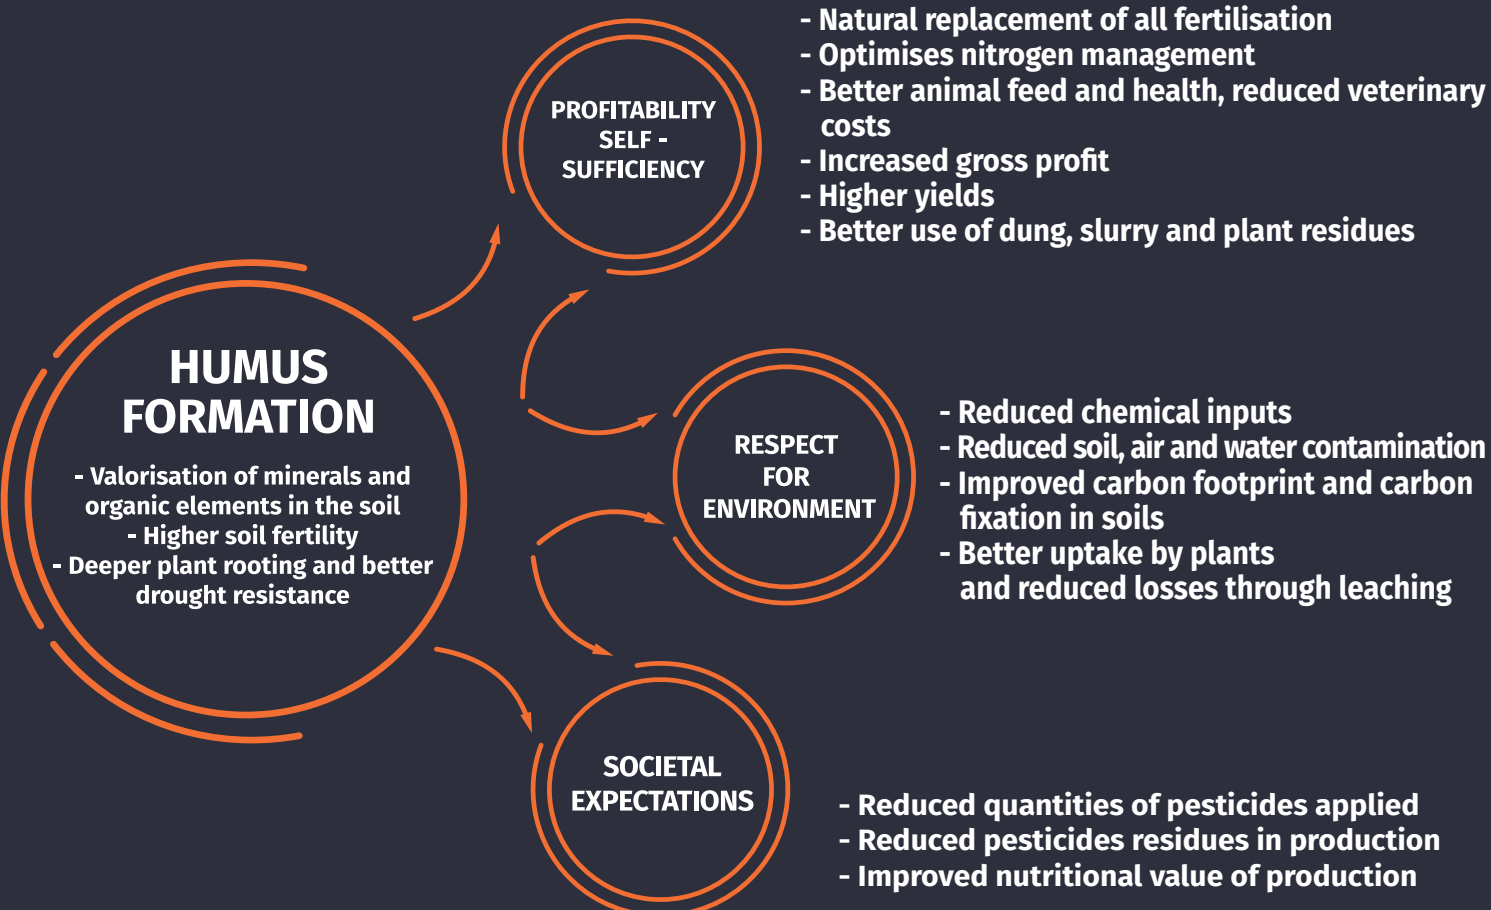 HUMUS
FORMATION
- Valorisation of minerals and
organic elements in the soil
- Higher soil fertility
- Deeper plant rooting and better
drought resistance
PROFITABILITY
SELF -
SUFFICIENCY
- Natural replacement of all fertilisation
- Optimises nitrogen management
- Better animal feed and health, reduced veterinary
costs
- Increased gross profit
- Higher yields
- Better use of dung, slurry and plant residues
RESPECT
FOR
ENVIRONMENT
- Reduced chemical inputs
- Reduced soil, air and water contamination
- Improved carbon footprint and carbon
fixation in soils
- Better uptake by plants
and reduced losses through leaching
SOCIETAL
EXPECTATIONS
- Reduced quantities of pesticides applied
- Reduced pesticides residues in production
- Improved nutritional value of production